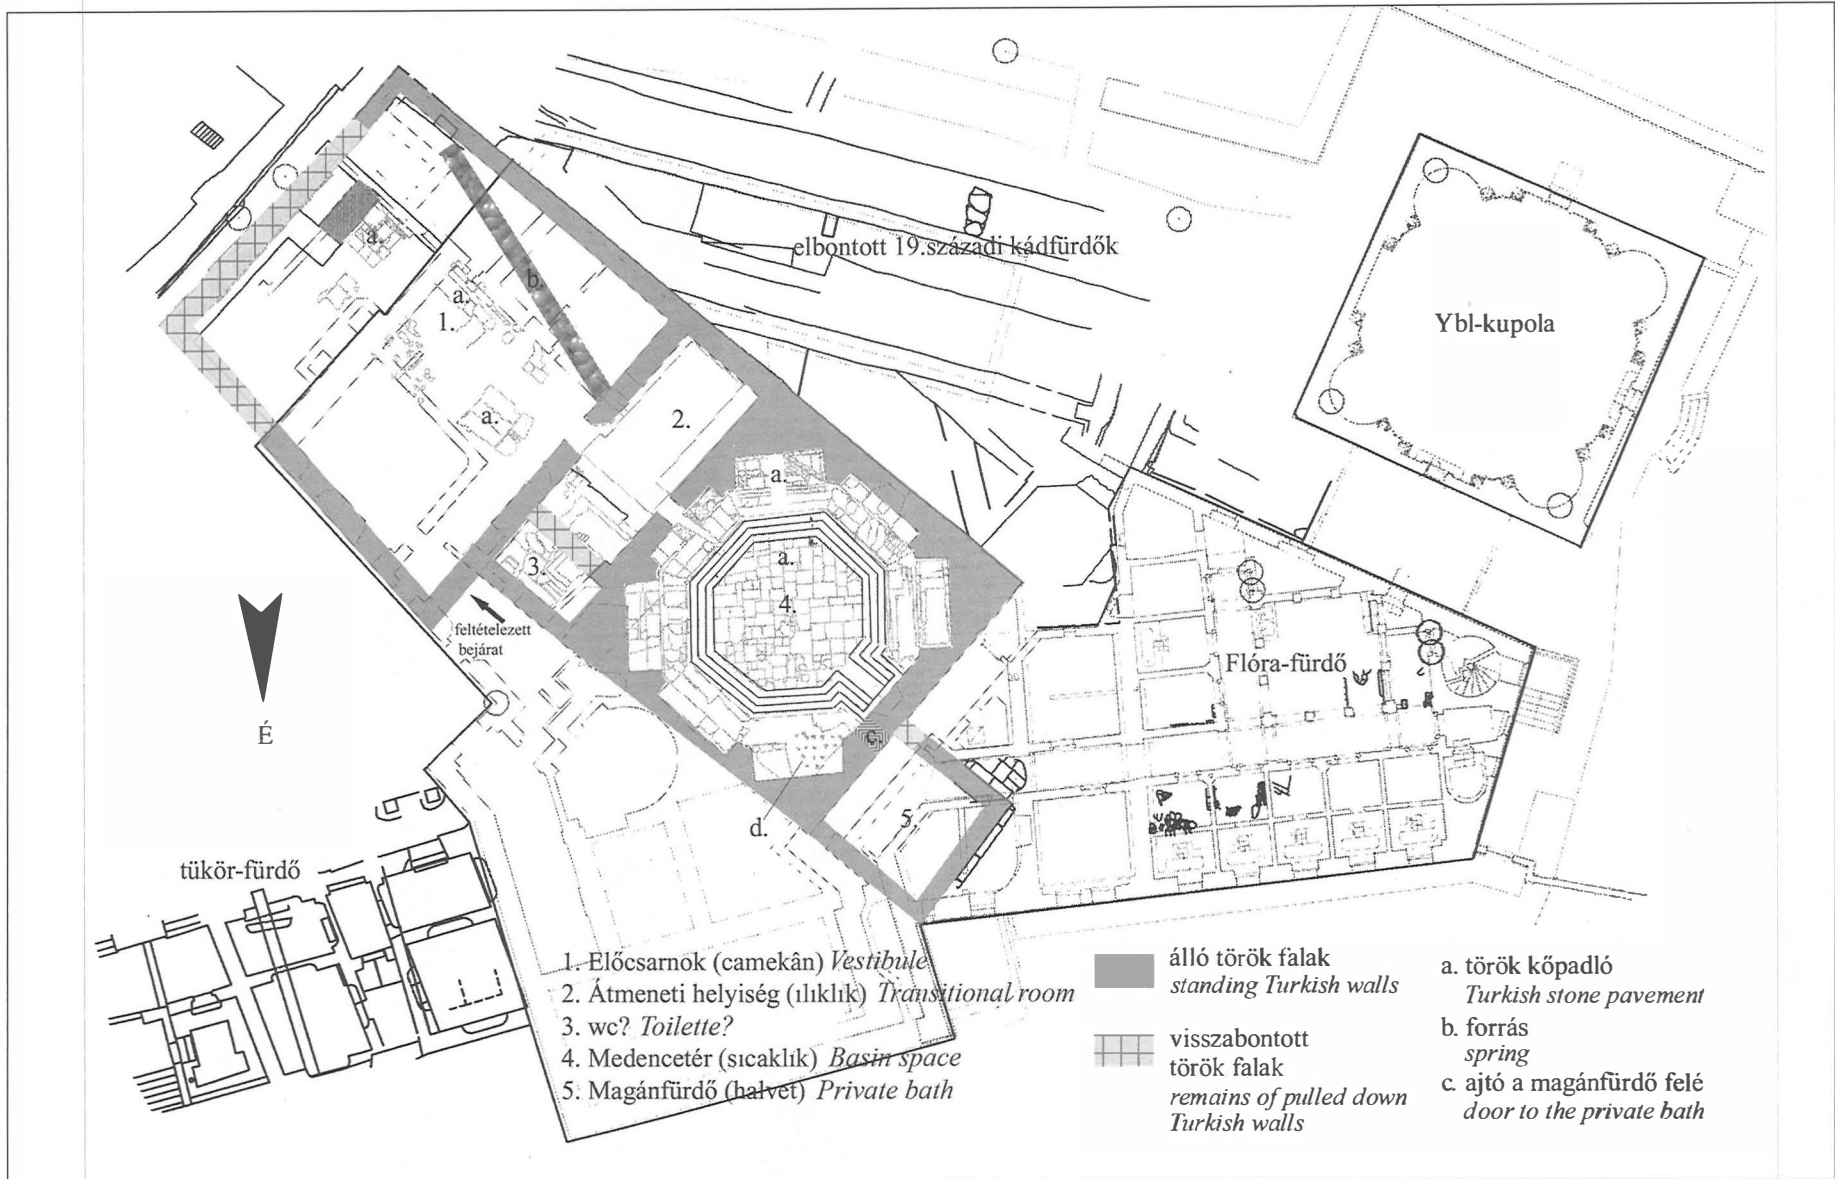 elbontott 19.századi kádfürdők
Ybl-kupola
a.
b.
a.
1.
a.
2.
a.
3.
a.
4.
feltételezett
bejárat
É
Flóra-fürdő
c.
d.
5.
tükör-fürdő
1. Előcsarnok (camekân) Vestibule
2. Átmeneti helyiség (ılıklık) Transitional room
3. wc? Toilette?
4. Medencetér (sıcaklık) Basin space
5. Magánfürdő (halvet) Private bath
álló török falak
standing Turkish walls
visszabontott
török falak
remains of pulled down
Turkish walls
a. török kőpadló
Turkish stone pavement
b. forrás
spring
c. ajtó a magánfürdő felé
door to the private bath